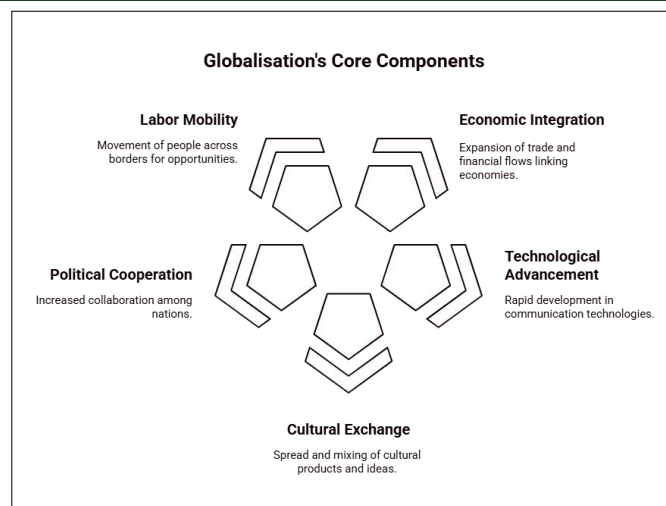 Globalisation's Core Components
Labor Mobility
Movement of people across
borders for opportunities.
Economic Integration
Expansion of trade and
financial flows linking
economies.
Political Cooperation
Increased collaboration among
nations.
Technological
Advancement
Rapid development in
communication technologies.
Cultural Exchange
Spread and mixing of cultural
products and ideas.